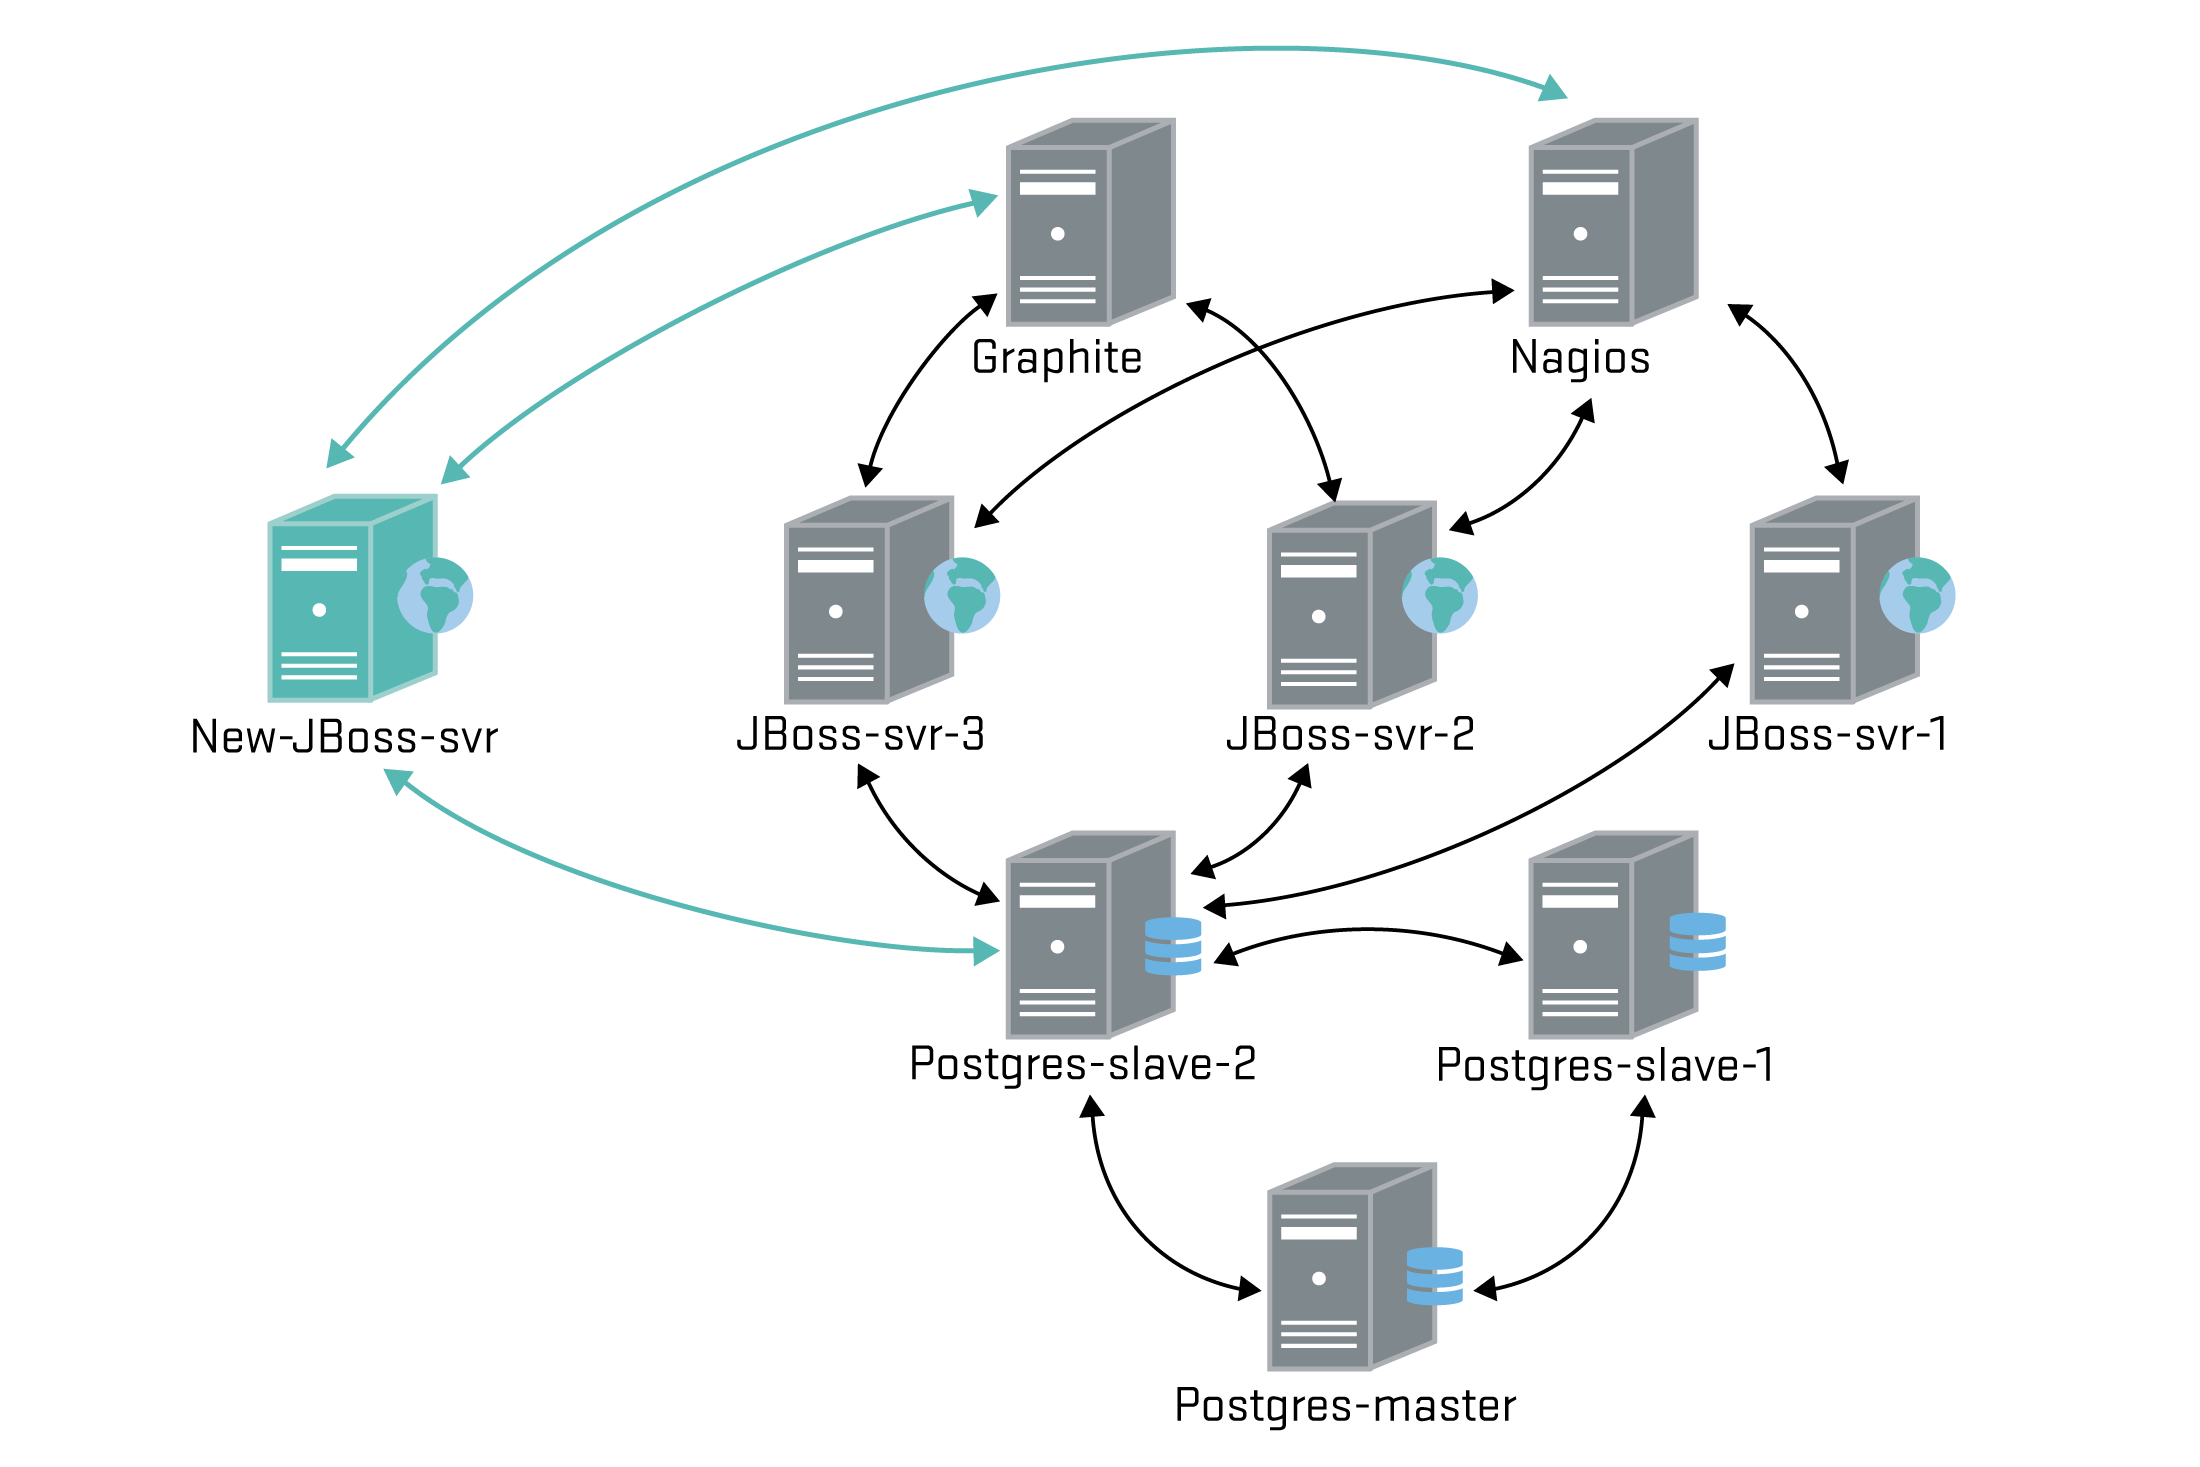 Graphite
Nagios
New-JBoss-svr
JBoss-svr-3
JBoss-svr-2
JBoss-svr-1
Postgres-slave-2
Postgres-slave-1
Postgres-master